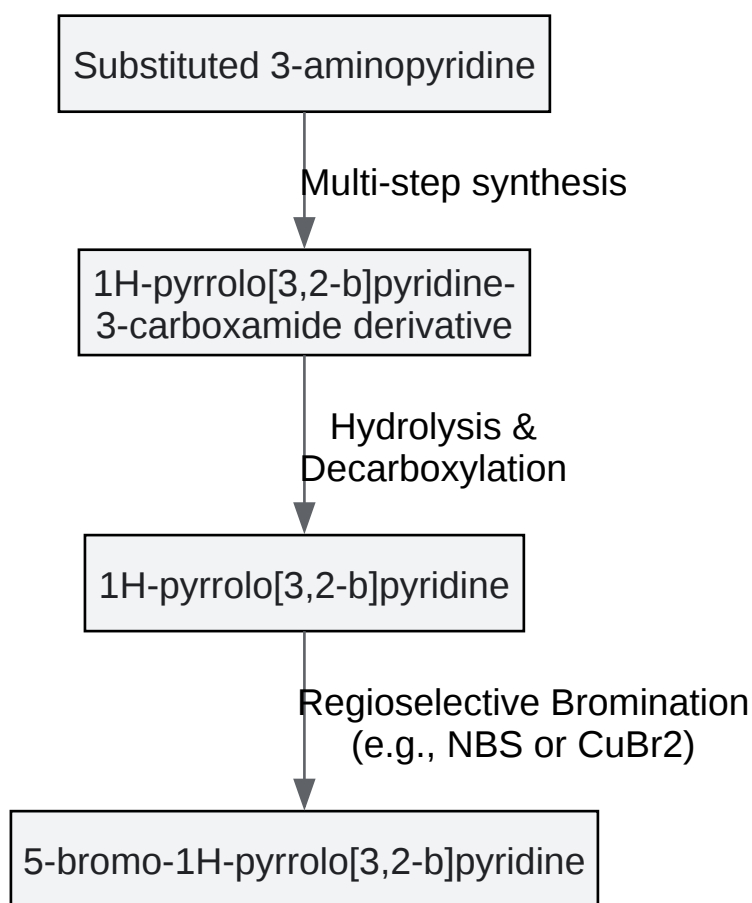 Substituted 3-aminopyridine
Multi-step synthesis
1H-pyrrolo[3,2-b]pyridine-
3-carboxamide derivative
Hydrolysis &
Decarboxylation
1H-pyrrolo[3,2-b]pyridine
Regioselective Bromination
(e.g., NBS or CuBr2)
5-bromo-1H-pyrrolo[3,2-b]pyridine